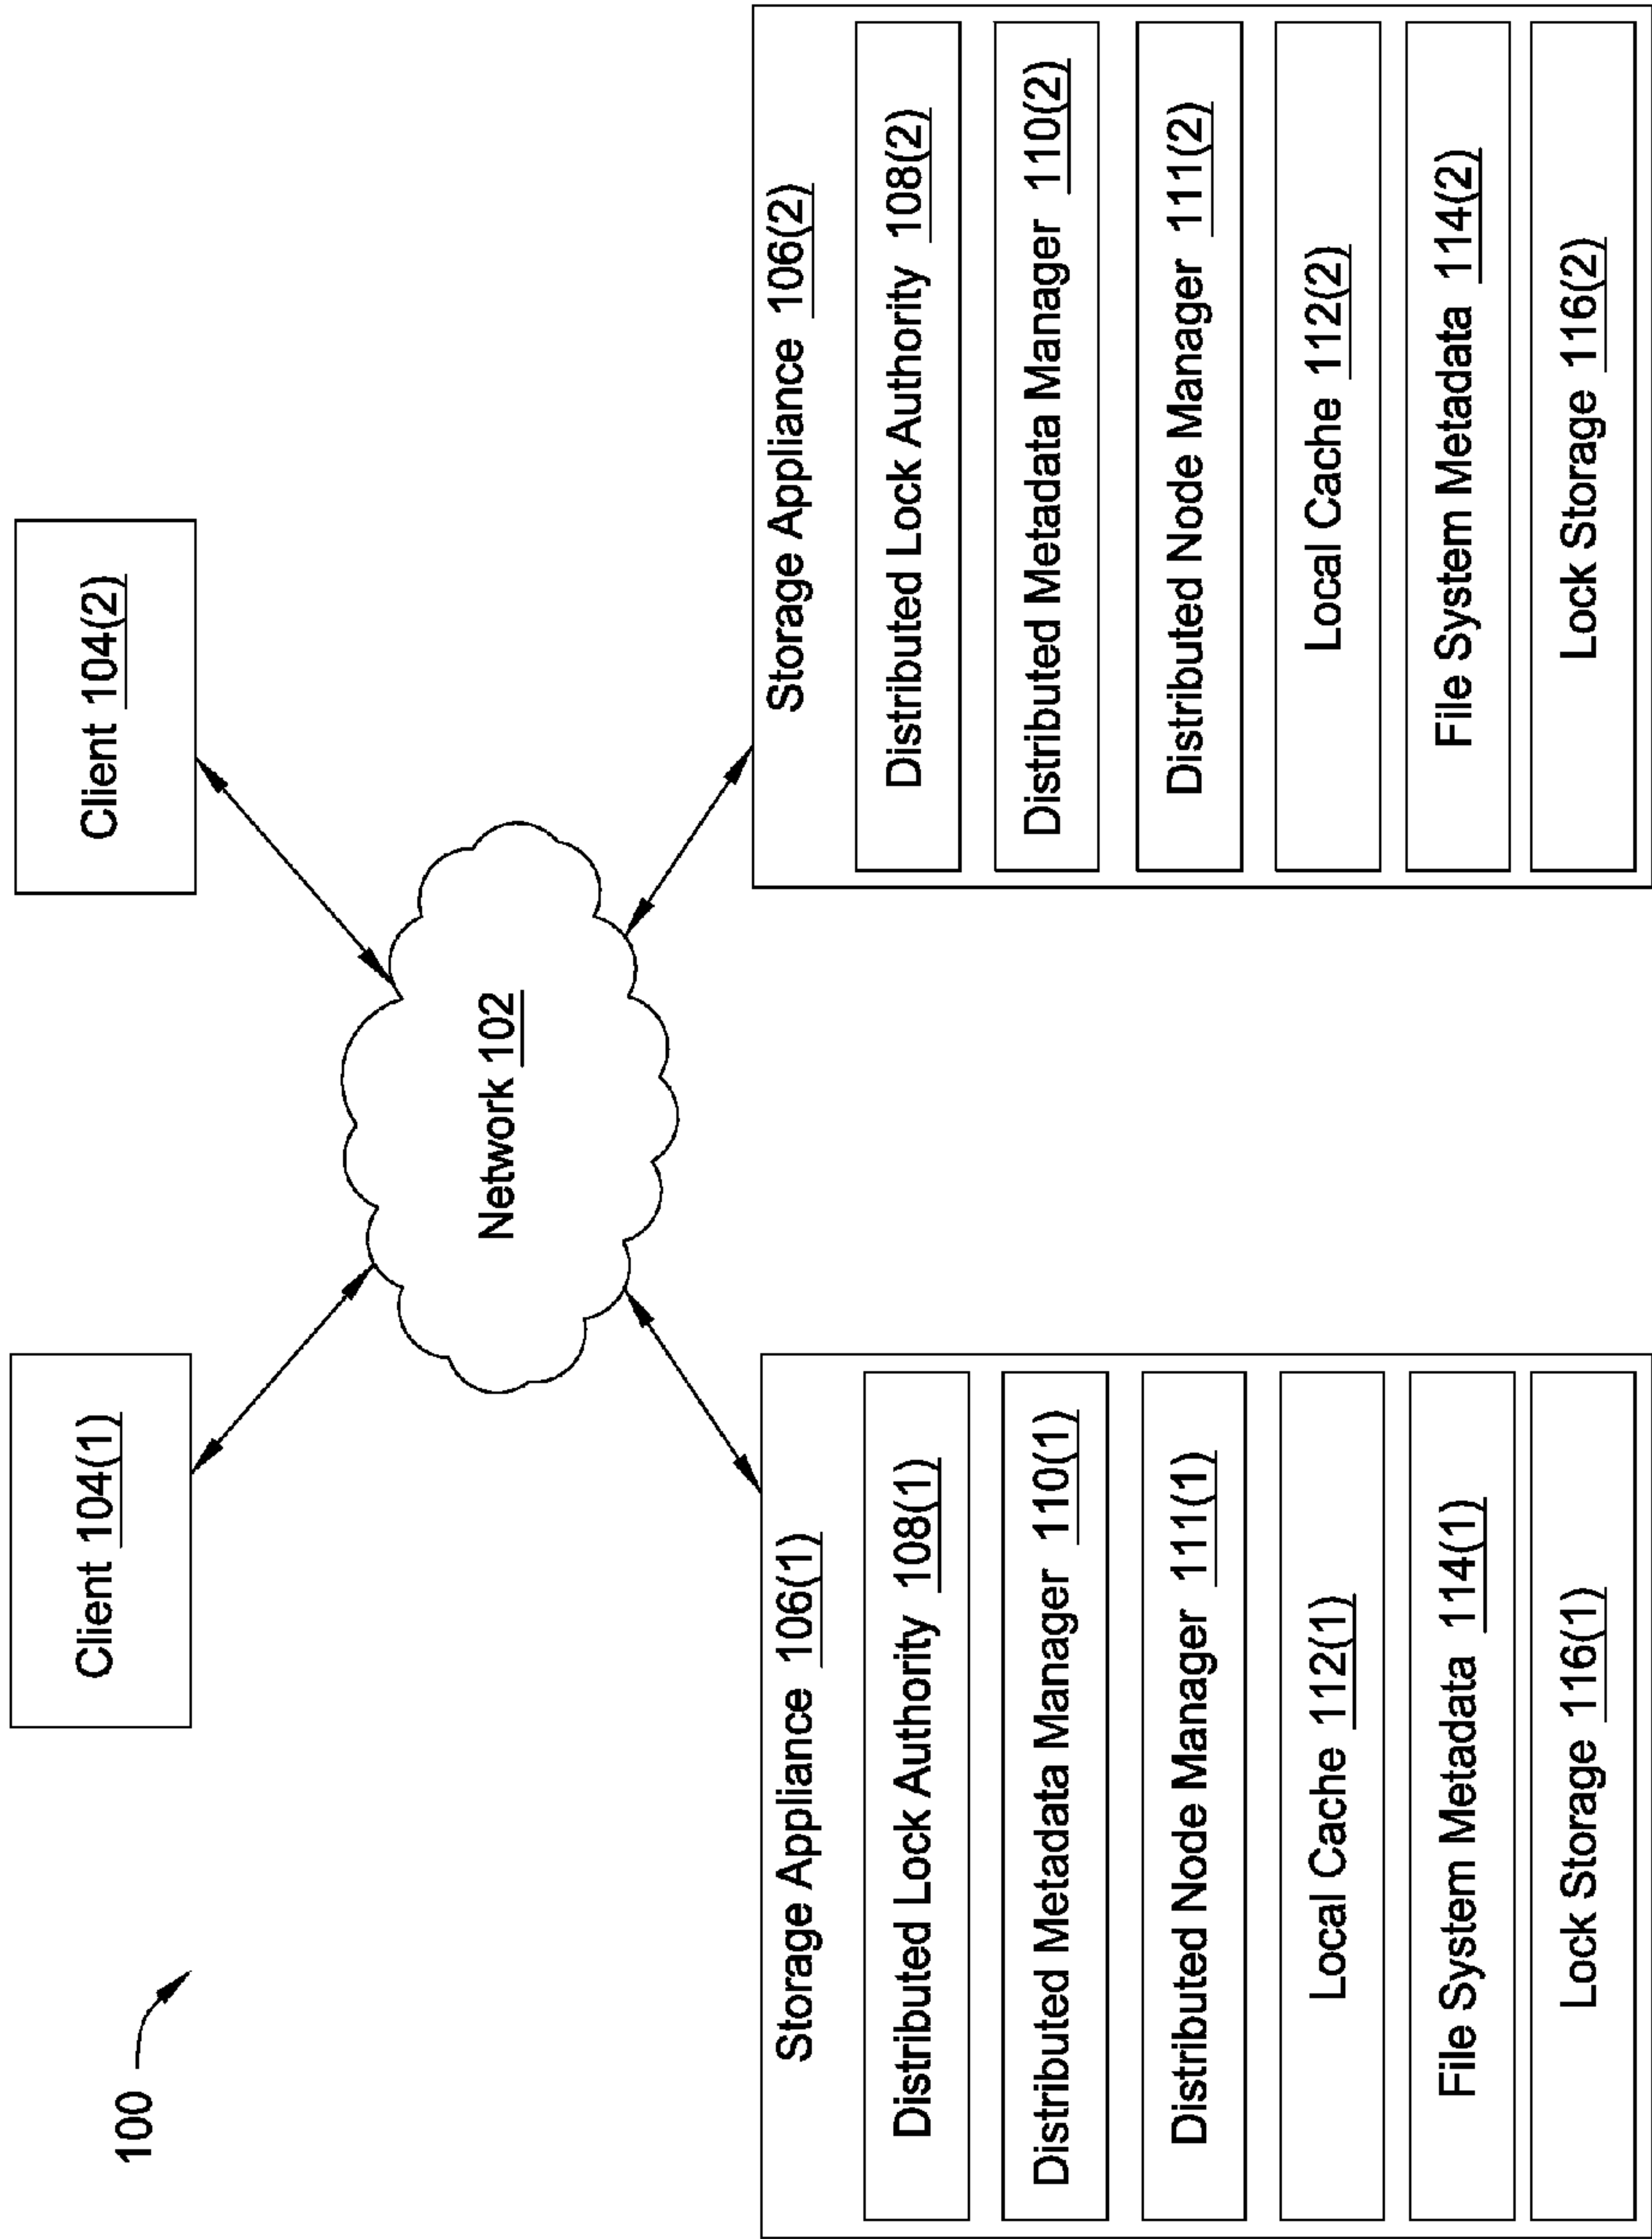 100
Client 104(1)
Client 104(2)
Network 102
Storage Appliance 106(1)
Distributed Lock Authority 108(1)
Distributed Metadata Manager 110(1)
Distributed Node Manager 111(1)
Local Cache 112(1)
File System Metadata 114(1)
Lock Storage 116(1)
Storage Appliance 106(2)
Distributed Lock Authority 108(2)
Distributed Metadata Manager 110(2)
Distributed Node Manager 111(2)
Local Cache 112(2)
File System Metadata 114(2)
Lock Storage 116(2)